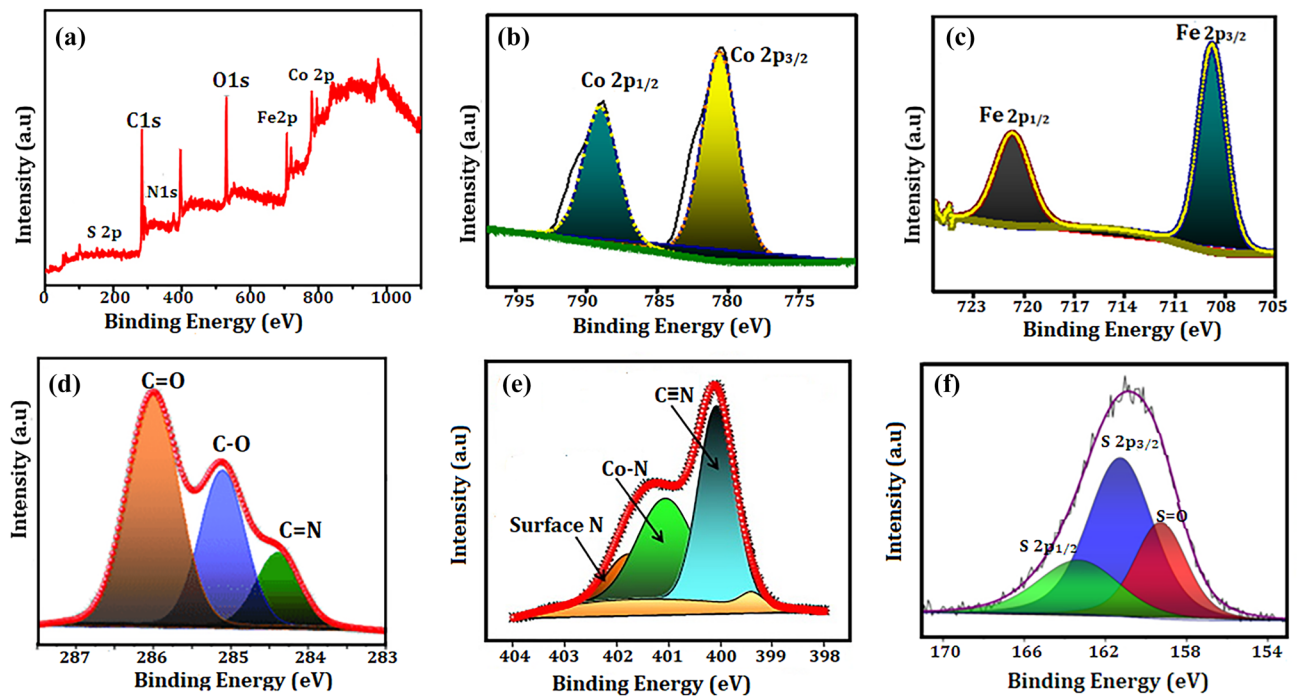 (a)
Intensity (a.u)
S 2p
C1s
N1s
O1s
Fe2p
Co 2p
0 200 400 600 800 1000
Binding Energy (eV)
(b)
Intensity (a.u)
Co 2p1/2
Co 2p3/2
795 790 785 780 775
Binding Energy (eV)
(c)
Intensity (a.u)
Fe 2p1/2
Fe 2p3/2
723 720 717 714 711 708 705
Binding Energy (eV)
(d)
Intensity (a.u)
C=O
C-O
C=N
287 286 285 284 283
Binding Energy (eV)
(e)
Intensity (a.u)
Surface N
Co-N
C≡N
404 403 402 401 400 399 398
Binding Energy (eV)
(f)
Intensity (a.u)
S 2p1/2
S 2p3/2
S=O
170 166 162 158 154
Binding Energy (eV)